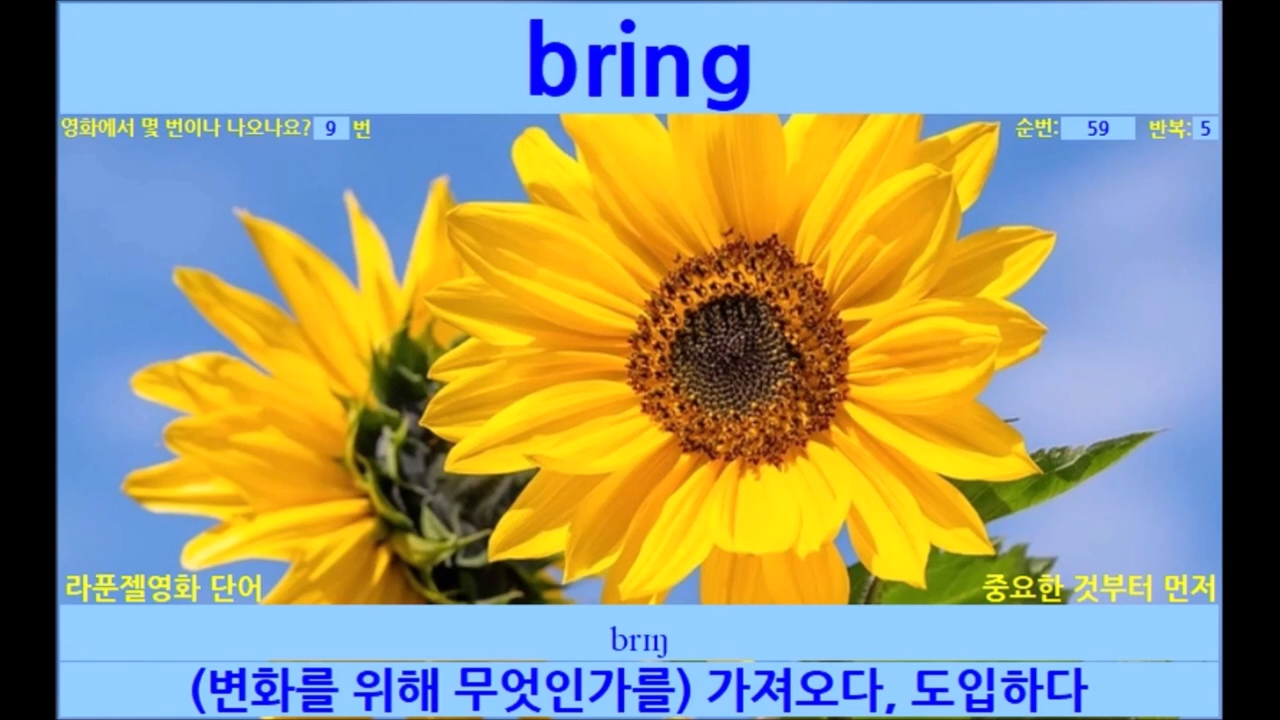 bring
영화에서 몇 번이나 나오나요? 9 번
순번: 59 반복: 5
라푼젤영화 단어
중요한 것부터 먼저
brɪŋ
(변화를 위해 무엇인가를) 가져오다, 도입하다